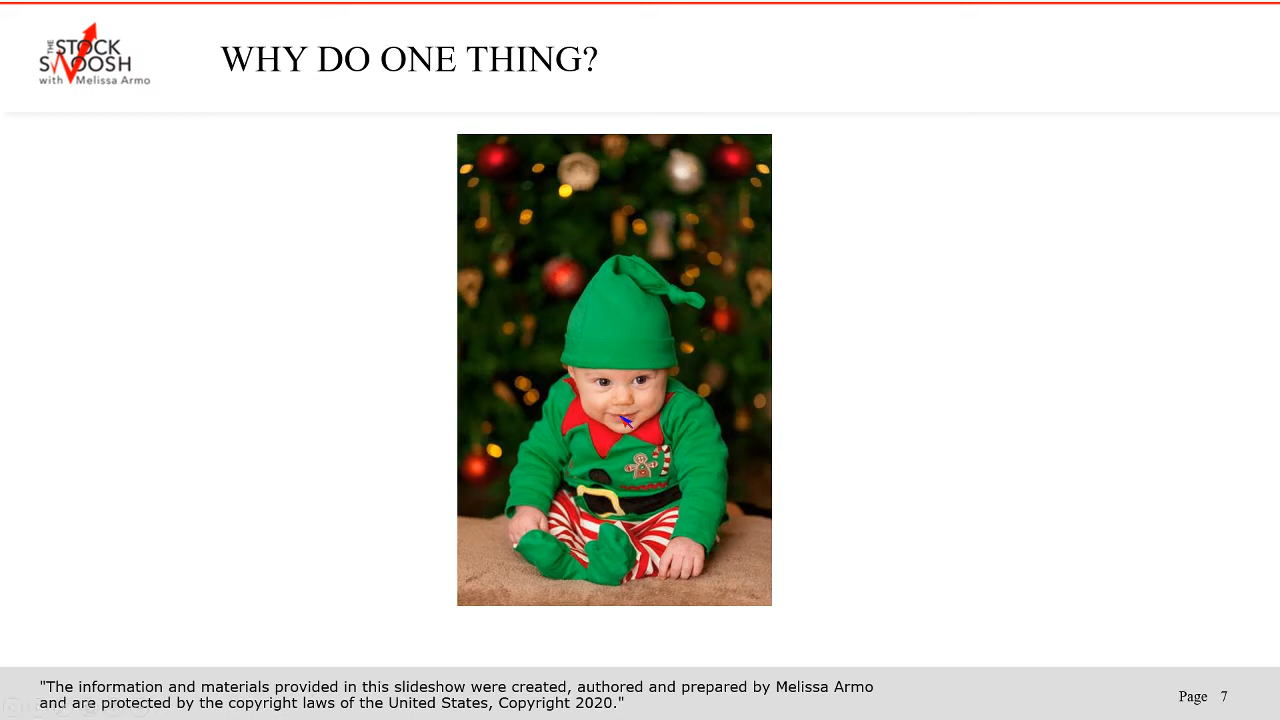 THE STOCK
SWOOSH
with Melissa Armo
WHY DO ONE THING?
"The information and materials provided in this slideshow were created, authored and prepared by Melissa Armo
and are protected by the copyright laws of the United States, Copyright 2020."
Page 7